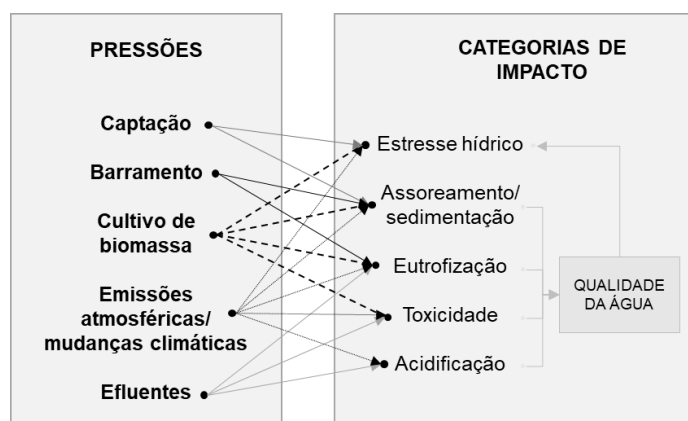 PRESSÕES
Captação
Barramento
Cultivo de
biomassa
Emissões
atmosféricas/
mudanças climáticas
Efluentes
CATEGORIAS DE
IMPACTO
Estresse hídrico
Assoreamento/
sedimentação
Eutrofização
Toxicidade
Acidificação
QUALIDADE
DA ÁGUA